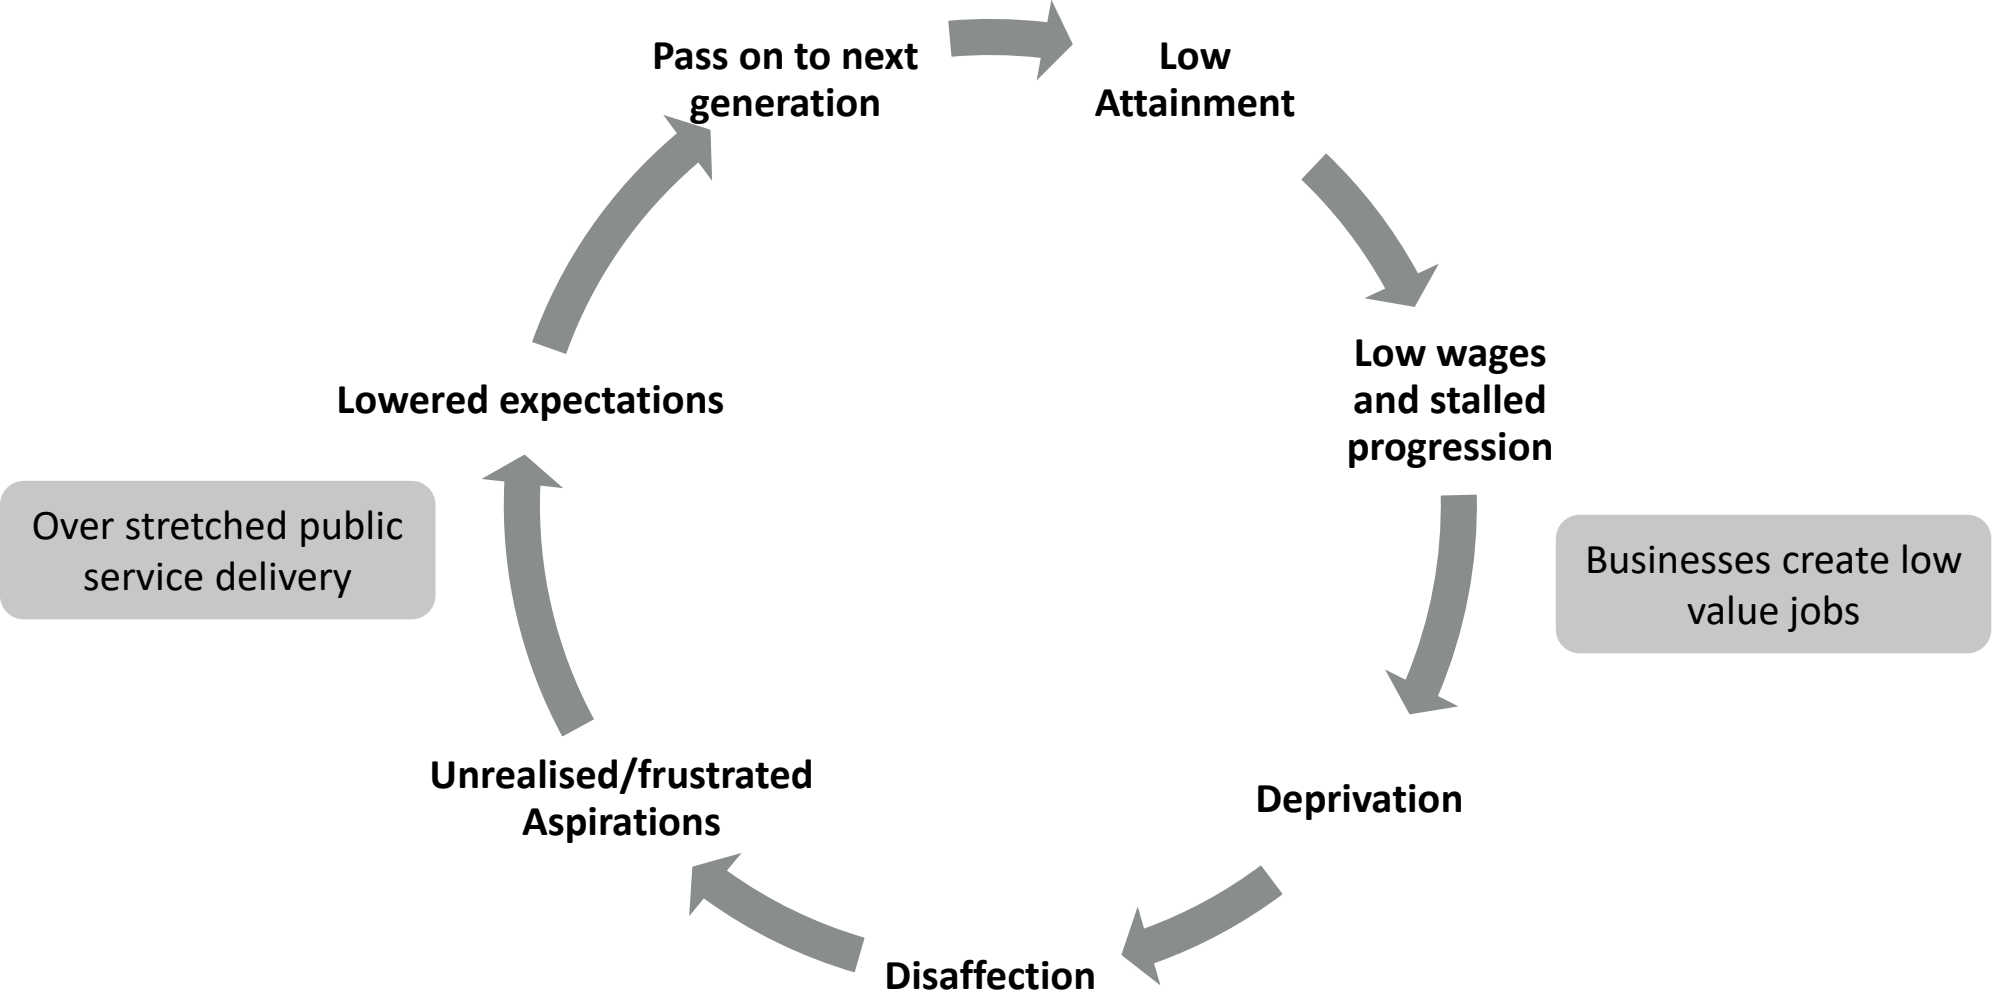 Pass on to next
generation
Low
Attainment
Low wages
and stalled
progression
Businesses create low
value jobs
Deprivation
Disaffection
Unrealised/frustrated
Aspirations
Over stretched public
service delivery
Lowered expectations